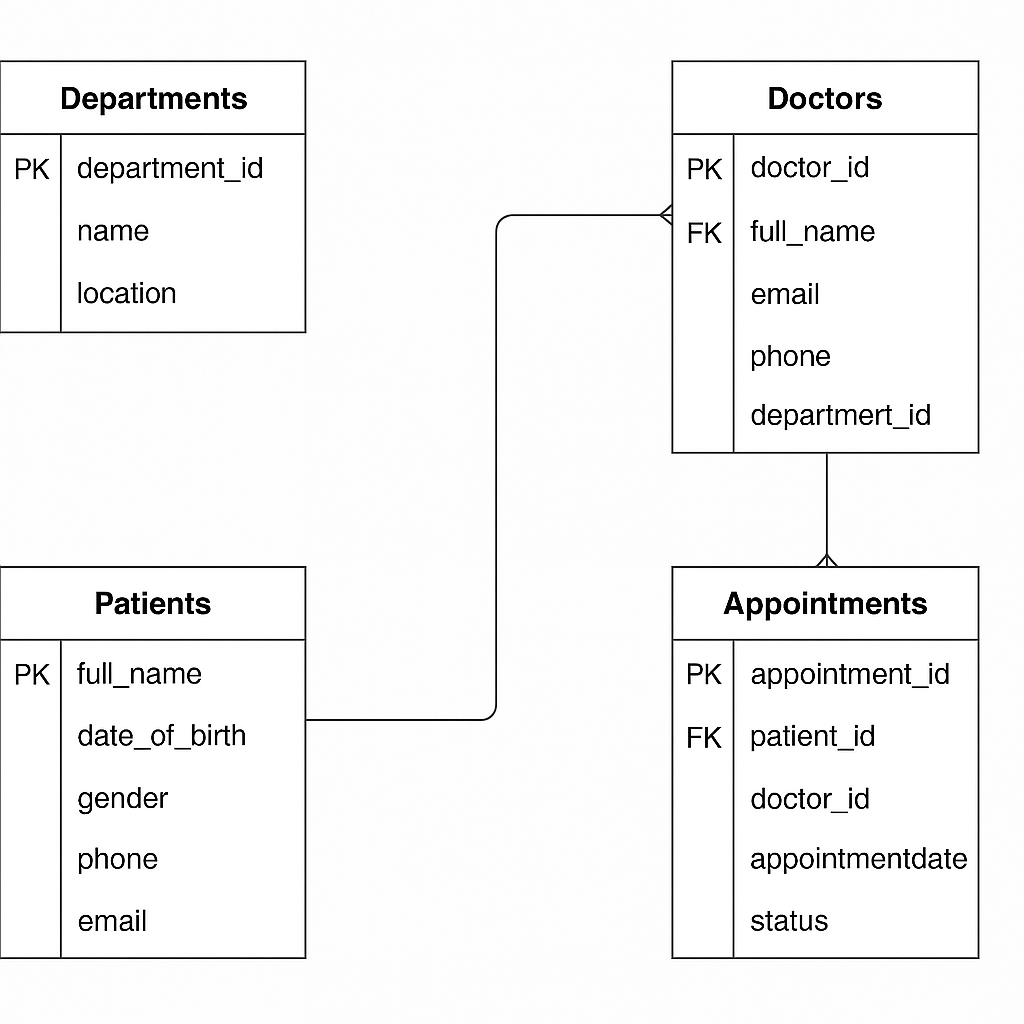 Departments
PK department_id
name
location
Doctors
PK doctor_id
FK full_name
email
phone
departmert_id
Patients
PK full_name
date_of_birth
gender
phone
email
Appointments
PK appointment_id
FK patient_id
doctor_id
appointmentdate
status